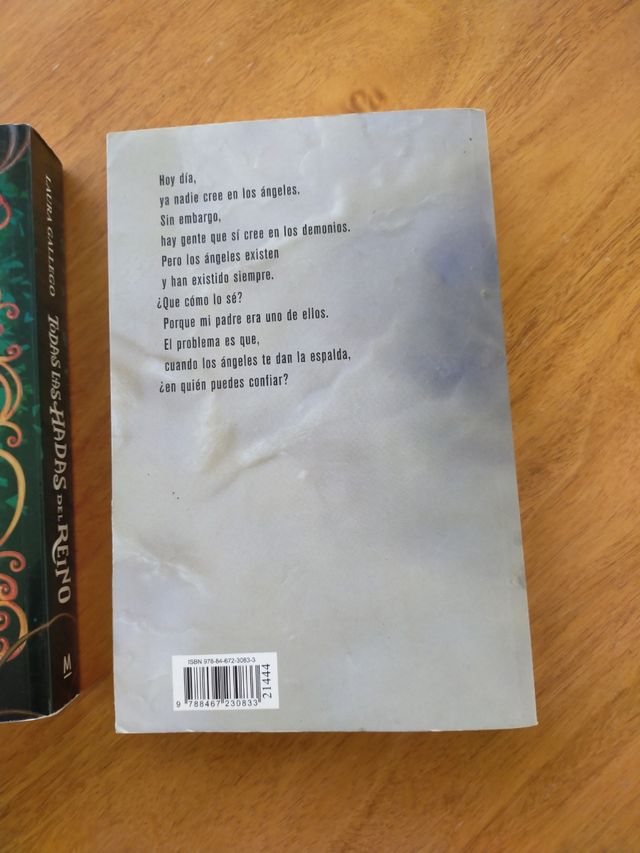 LAURA GALLEGO
TODAS LAS HADAS DEL REINO
M
Hoy día,
ya nadie cree en los ángeles.
Sin embargo,
hay gente que sí cree en los demonios.
Pero los ángeles existen
y han existido siempre.
¿Que cómo lo sé?
Porque mi padre era uno de ellos.
El problema es que,
cuando los ángeles te dan la espalda,
¿en quién puedes confiar?
ISBN 978-84-672-3083-3
21444
9 788467 230833